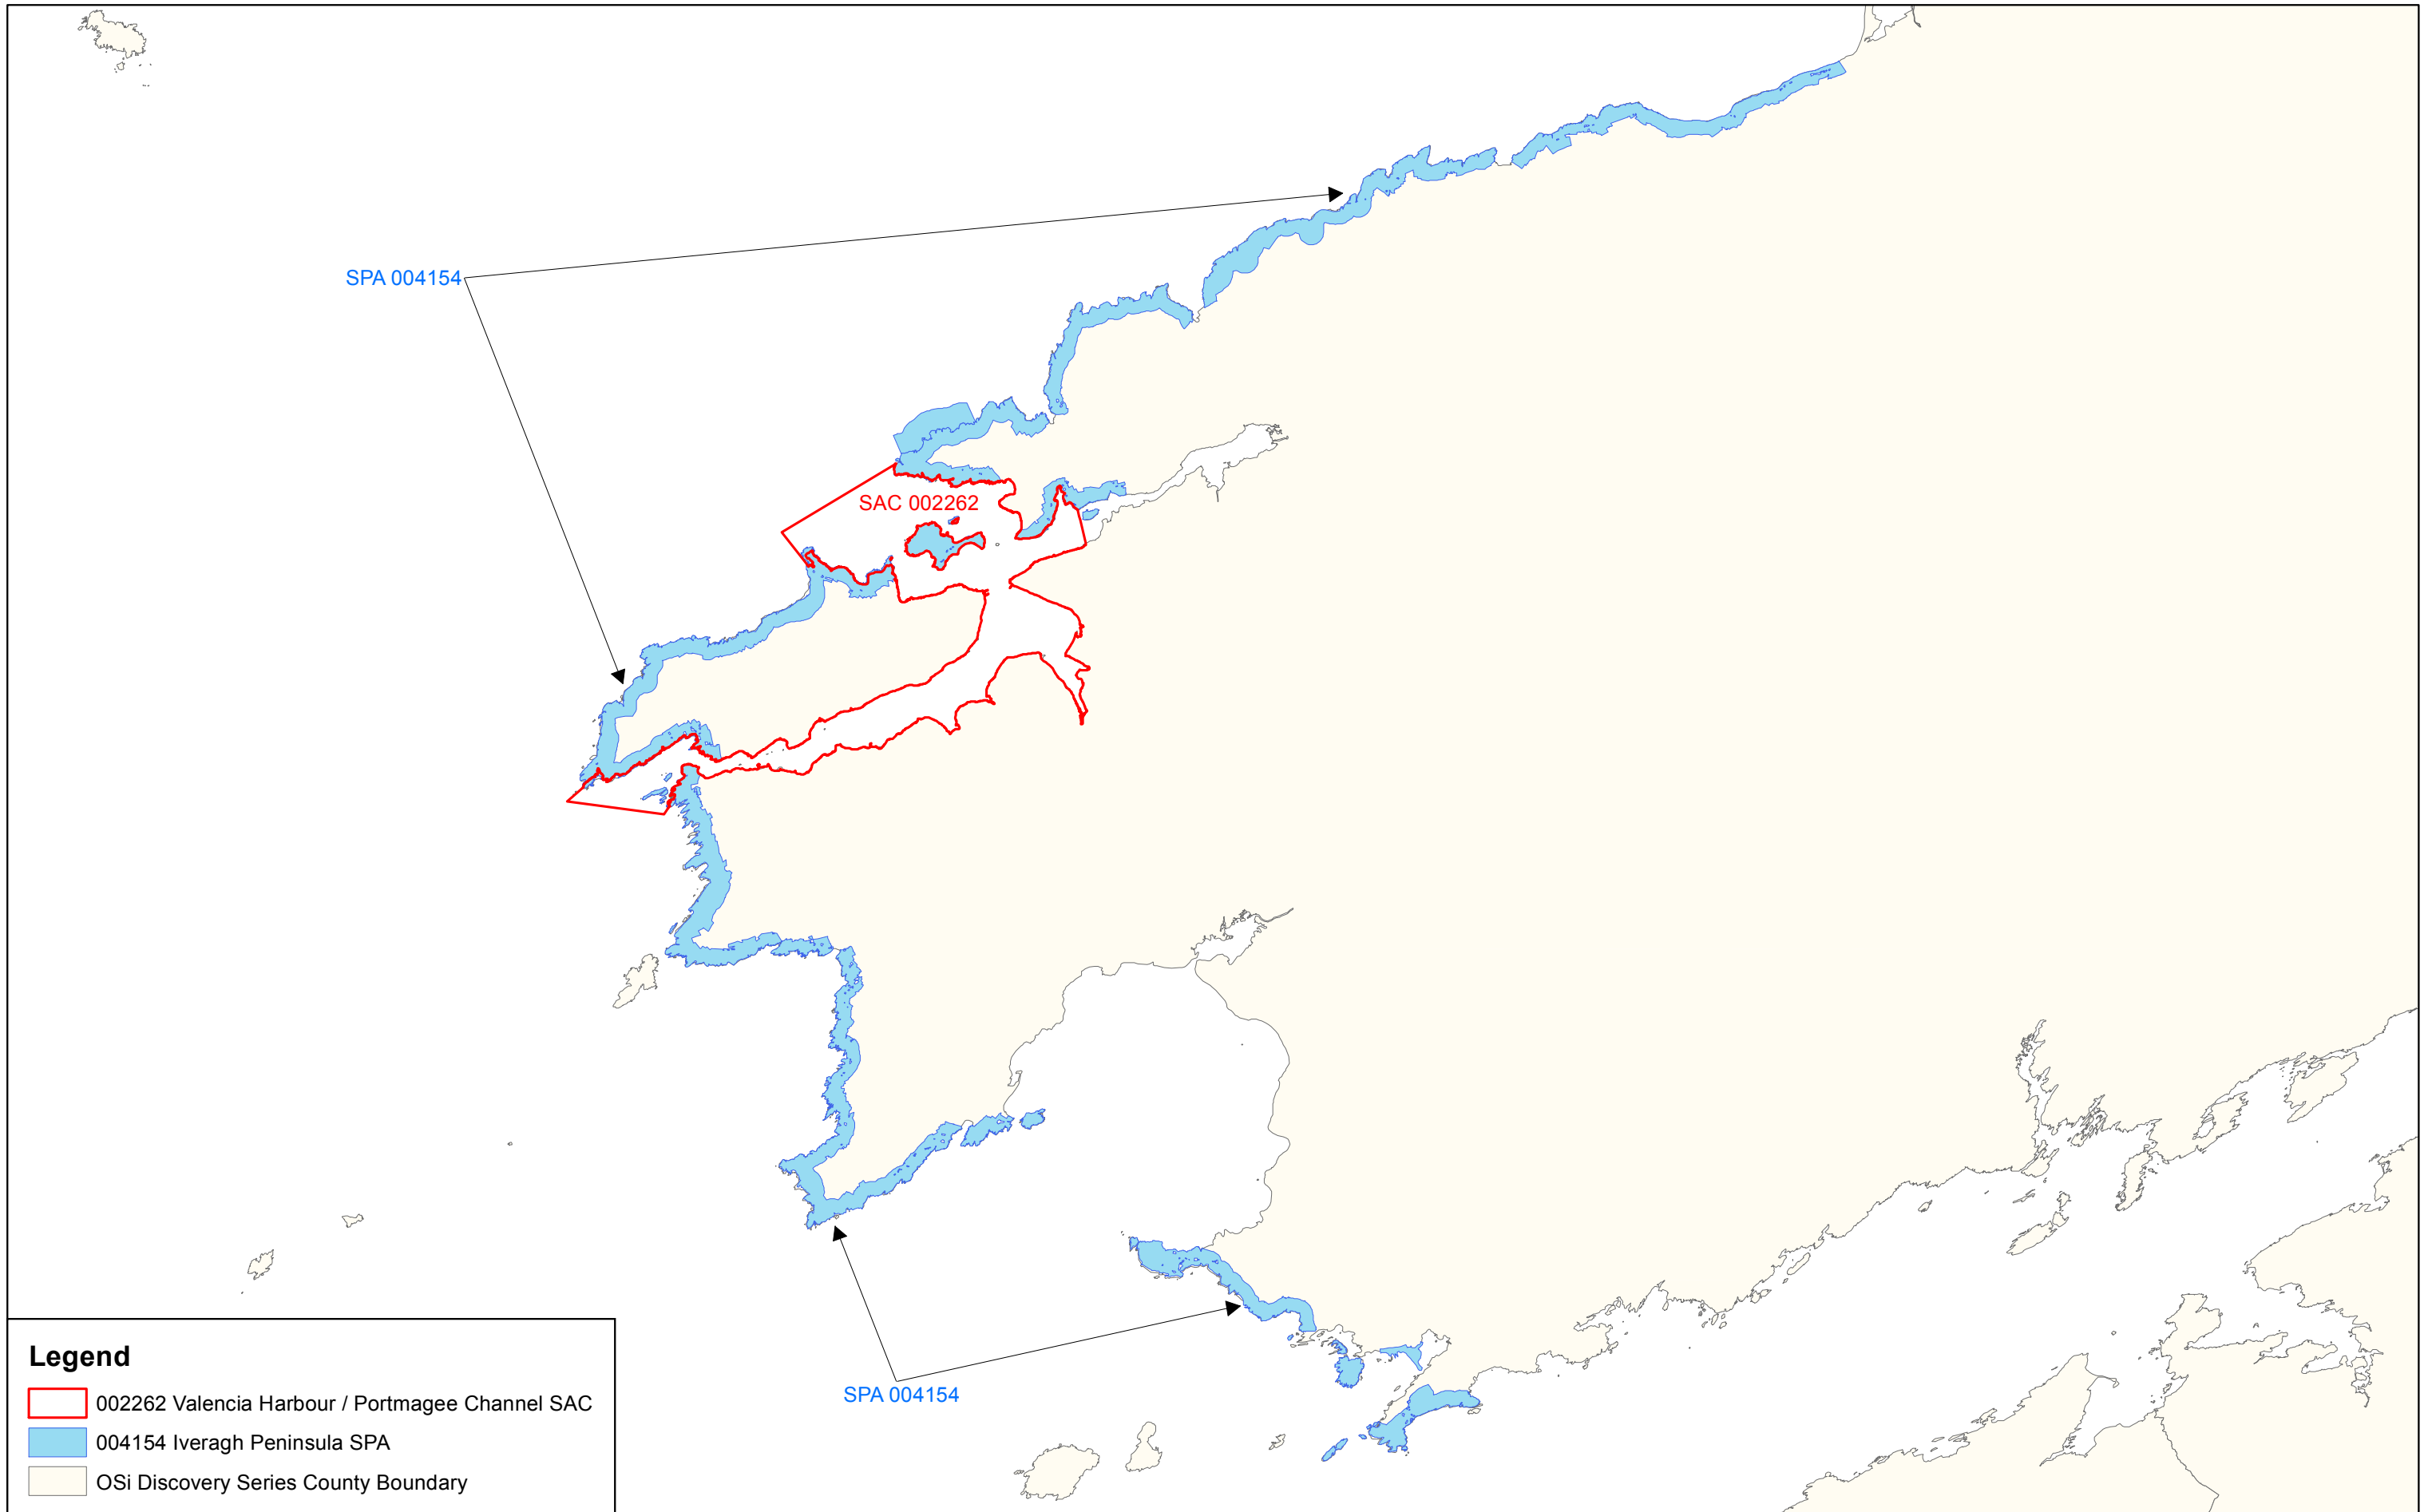 SPA 004154
SAC 002262
SPA 004154
Legend
002262 Valencia Harbour / Portmagee Channel SAC
004154 Iveragh Peninsula SPA
OSi Discovery Series County Boundary